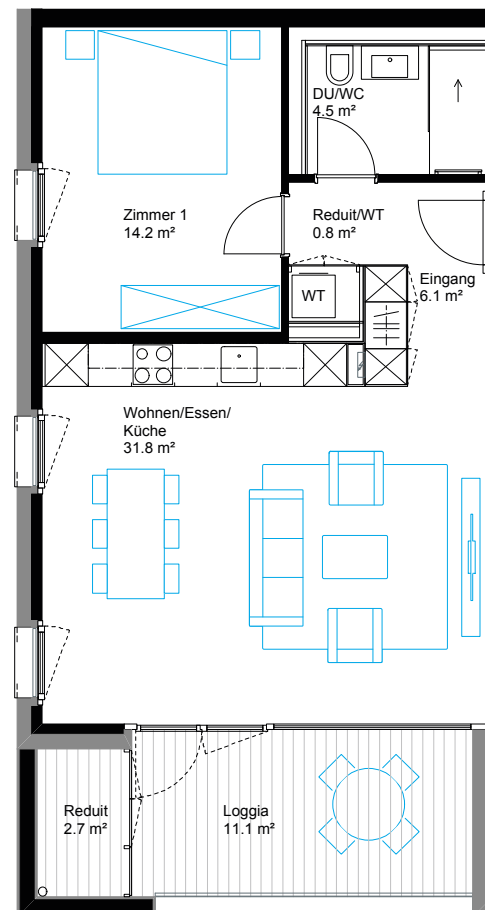 DU/WC
4.5 m²
Zimmer 1
14.2 m²
Reduit/WT
0.8 m²
Eingang
6.1 m²
WT
Wohnen/Essen/
Küche
31.8 m²
Reduit
2.7 m²
Loggia
11.1 m²